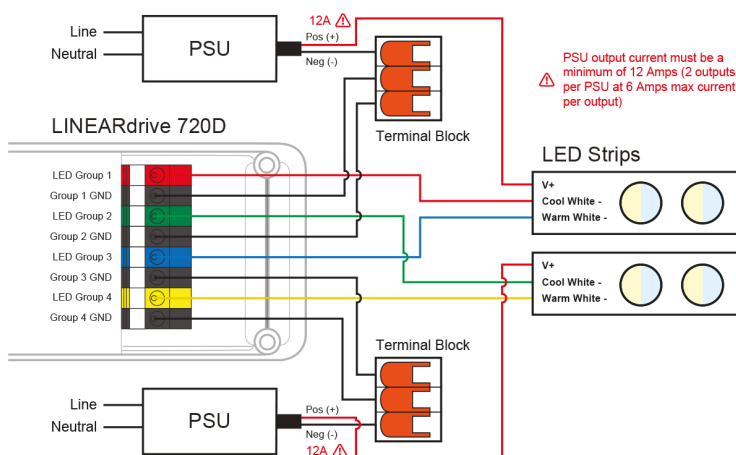 Line
Neutral
PSU
12A
Pos (+)
Neg (-)
PSU output current must be a
minimum of 12 Amps (2 outputs
per PSU at 6 Amps max current
per output)
Terminal Block
LINEARdrive 720D
LED Group 1
Group 1 GND
LED Group 2
Group 2 GND
LED Group 3
Group 3 GND
LED Group 4
Group 4 GND
LED Strips
V+
Cool White -
Warm White -
V+
Cool White -
Warm White -
Terminal Block
Line
Neutral
PSU
Pos (+)
Neg (-)
12A